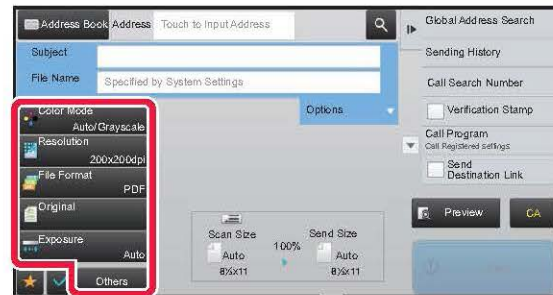 Address Book Address Touch to Input Address
Subject
File Name Specified by System Settings
Options
Color Mode
Auto/Grayscale
Resolution
200x200dpi
File Format
PDF
Original
Exposure
Auto
Others
Scan Size
Auto
8½x11
100%
Send Size
Auto
8½x11
Global Address Search
Sending History
Call Search Number
Verification Stamp
Call Program
Call Registered settings
Send
Destination Link
Preview
CA